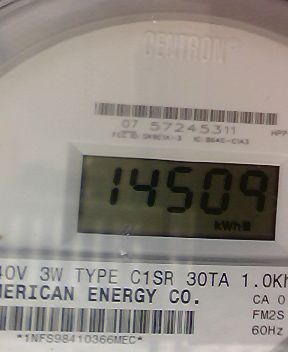 CENTRON®
07 57245311
14509
kWh
40V 3W TYPE C1SR 30TA 1.0Kh
MERICAN ENERGY CO.
CA 0
FM2S
60Hz
*1NFS98410366MEC*